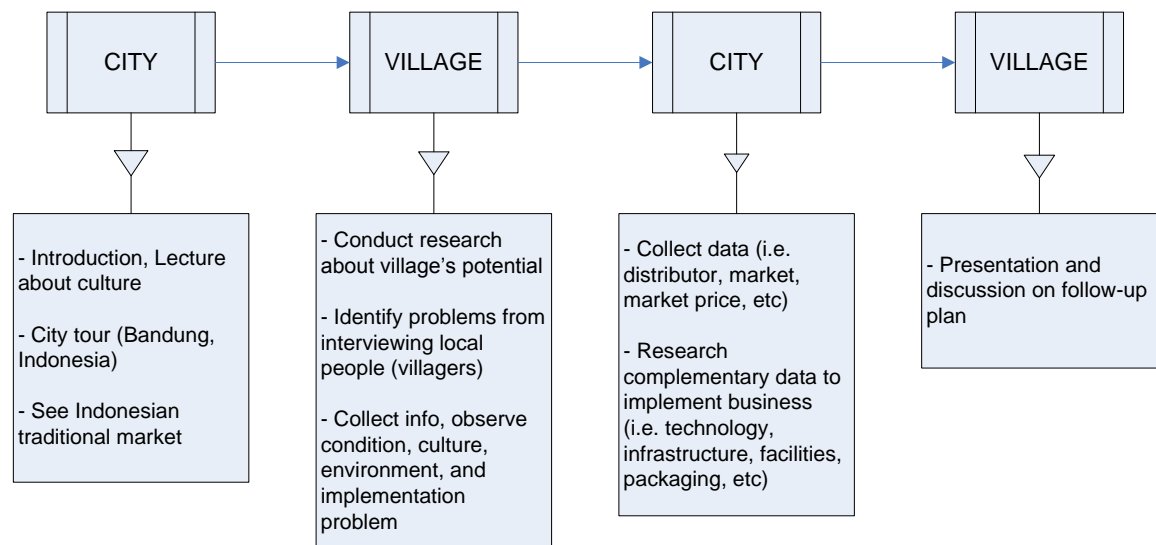 CITY
VILLAGE
CITY
VILLAGE
- Introduction, Lecture
about culture
- City tour (Bandung,
Indonesia)
- See Indonesian
traditional market
- Conduct research
about village's potential
- Identify problems from
interviewing local
people (villagers)
- Collect info, observe
condition, culture,
environment, and
implementation
problem
- Collect data (i.e.
distributor, market,
market price, etc)
- Research
complementary data to
implement business
(i.e. technology,
infrastructure, facilities,
packaging, etc)
- Presentation and
discussion on follow-up
plan